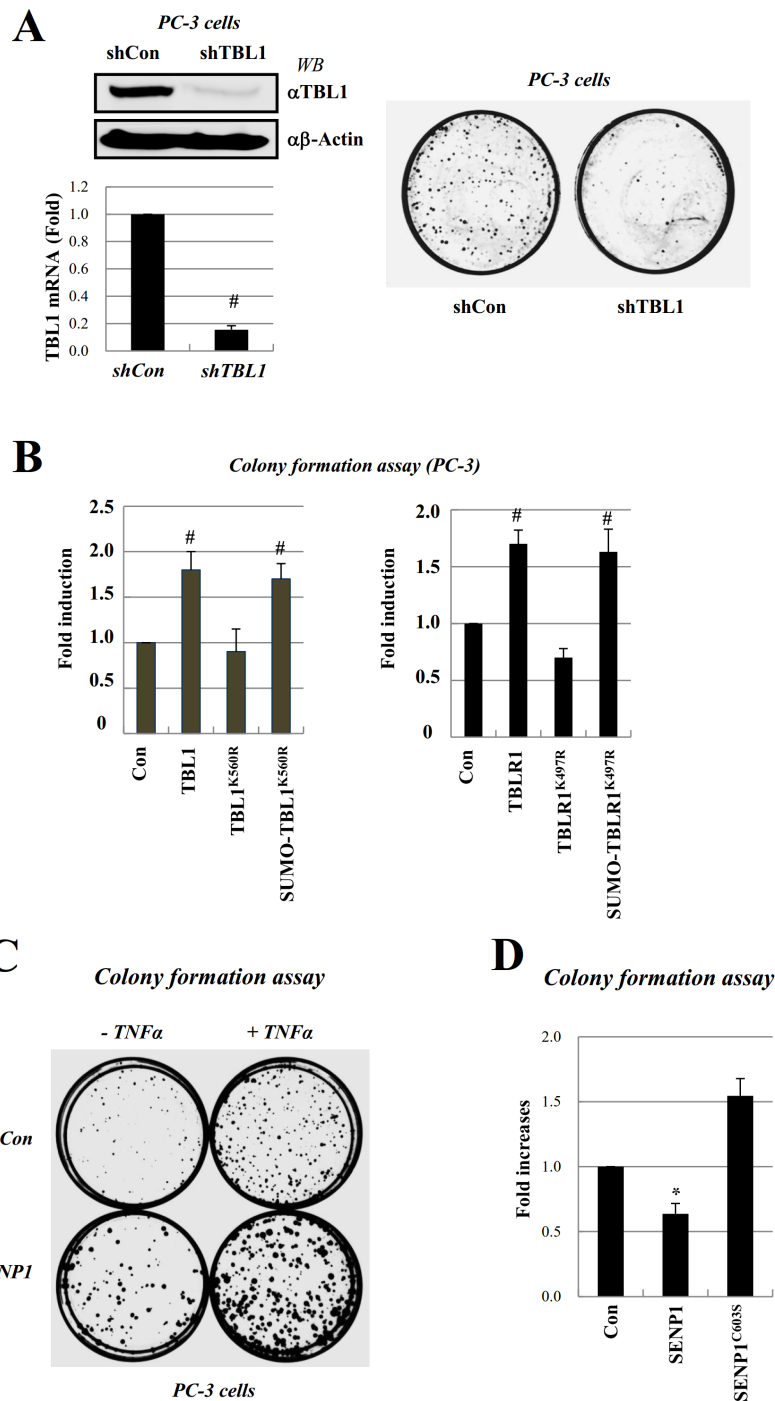 A
PC-3 cells
shCon shTBL1
WB
αTBL1
αβ-Actin
TBL1 mRNA (Fold)
1.2
1.0
0.8
0.6
0.4
0.2
0.0
#
shCon shTBL1
PC-3 cells
shCon shTBL1
B
Colony formation assay (PC-3)
Fold induction
2.5
2.0
1.5
1.0
0.5
0
# #
Con
TBL1
TBL1K560R
SUMO-TBL1K560R
Fold induction
2.0
1.5
1.0
0.5
0
# #
Con
TBLR1
TBLR1K497R
SUMO-TBLR1K497R
C
Colony formation assay
- TNFα + TNFα
Con
NP1
PC-3 cells
D
Colony formation assay
Fold increases
2.0
1.5
1.0
0.5
0.0
*
Con
SENP1
SENP1C603S